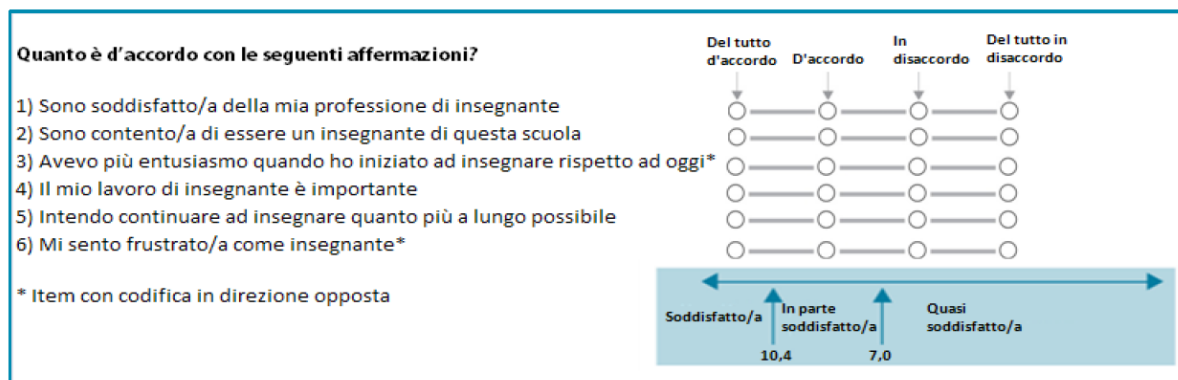 Quanto è d'accordo con le seguenti affermazioni?
Del tutto d'accordo
D'accordo
In disaccordo
Del tutto in disaccordo
1) Sono soddisfatto/a della mia professione di insegnante
2) Sono contento/a di essere un insegnante di questa scuola
3) Avevo più entusiasmo quando ho iniziato ad insegnare rispetto ad oggi*
4) Il mio lavoro di insegnante è importante
5) Intendo continuare ad insegnare quanto più a lungo possibile
6) Mi sento frustrato/a come insegnante*
* Item con codifica in direzione opposta
Soddisfatto/a
In parte soddisfatto/a
Quasi soddisfatto/a
10,4
7,0